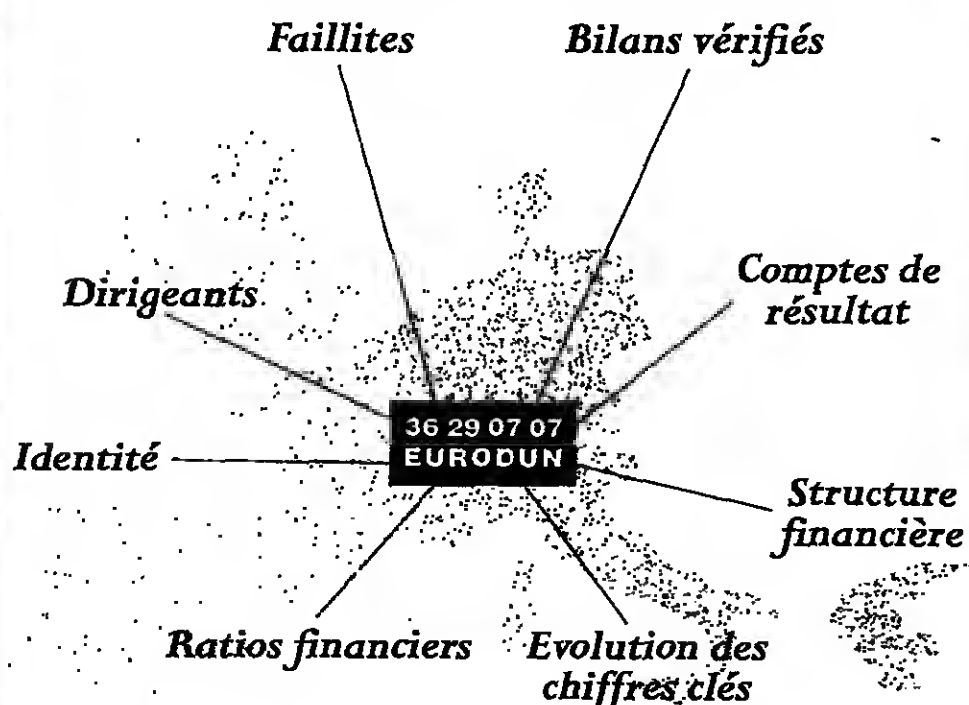 Faillites
Bilans vérifiés
Dirigeants
Comptes de
résultat
36 29 07 07
EURODUN
Identité
Structure
financière
Ratios financiers
Evolution des
chiffres clés